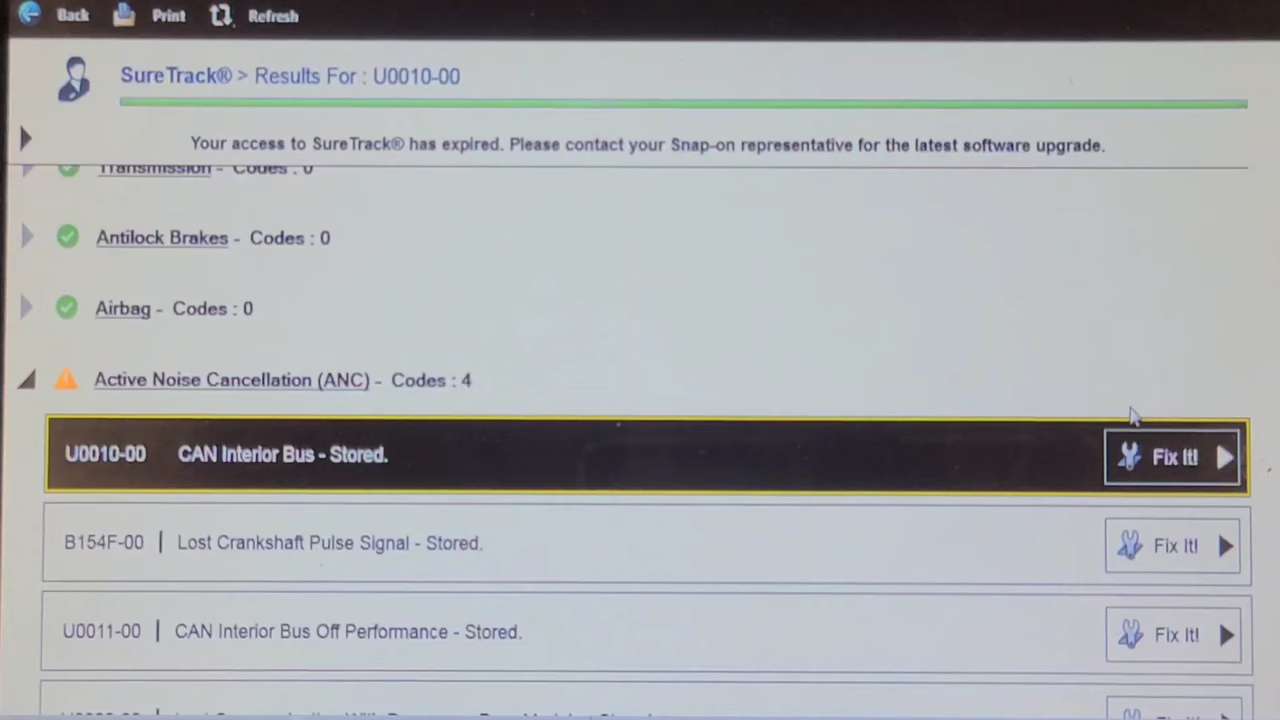 Back Print Refresh
SureTrack® > Results For : U0010-00
Your access to SureTrack® has expired. Please contact your Snap-on representative for the latest software upgrade.
Transmission - Codes : 0
Antilock Brakes - Codes : 0
Airbag - Codes : 0
Active Noise Cancellation (ANC) - Codes : 4
U0010-00 CAN Interior Bus - Stored. Fix It!
B154F-00 | Lost Crankshaft Pulse Signal - Stored. Fix It!
U0011-00 | CAN Interior Bus Off Performance - Stored. Fix It!